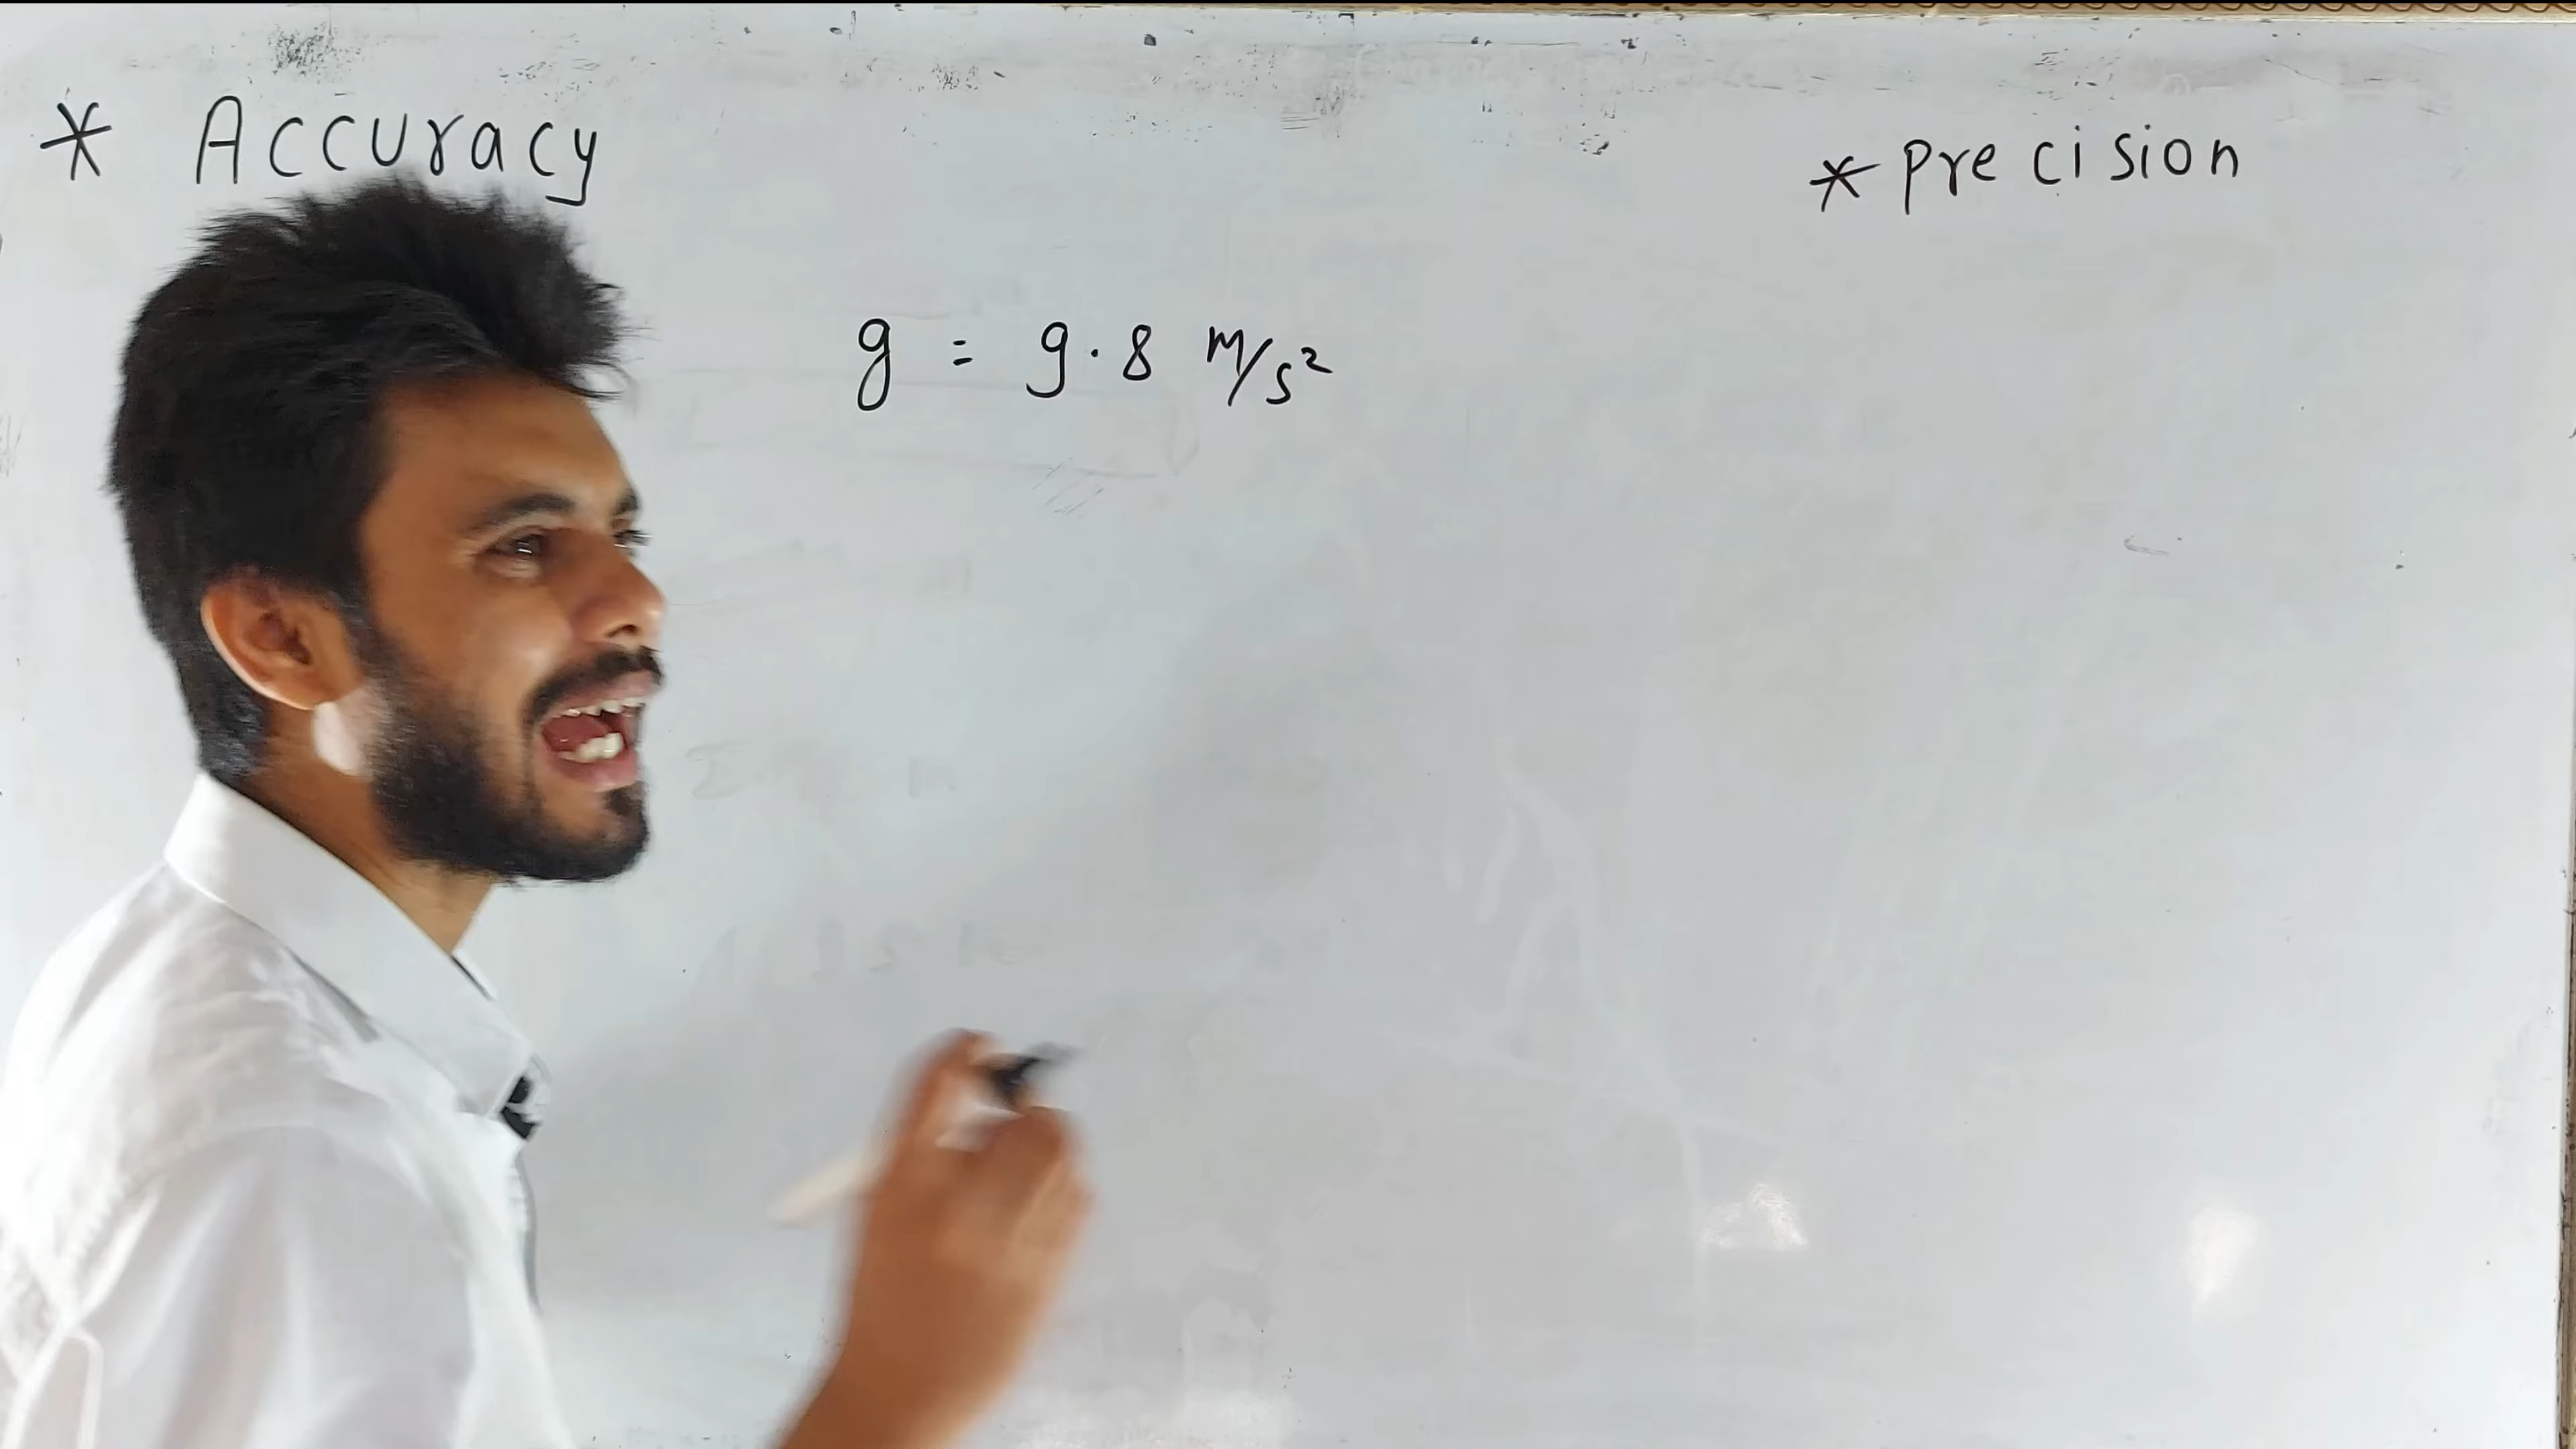 * Accuracy
* Precision
g = 9.8 m/s²